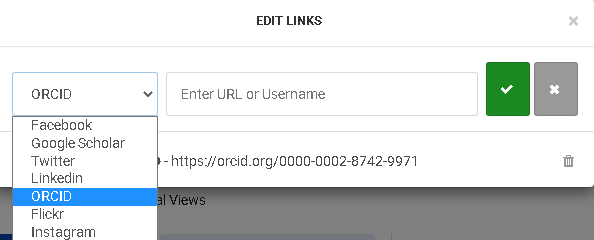 EDIT LINKS
×
ORCID
Enter URL or Username
Facebook
Google Scholar
Twitter
Linkedin
ORCID
Flickr
Instagram
- https://orcid.org/0000-0002-8742-9971
Views